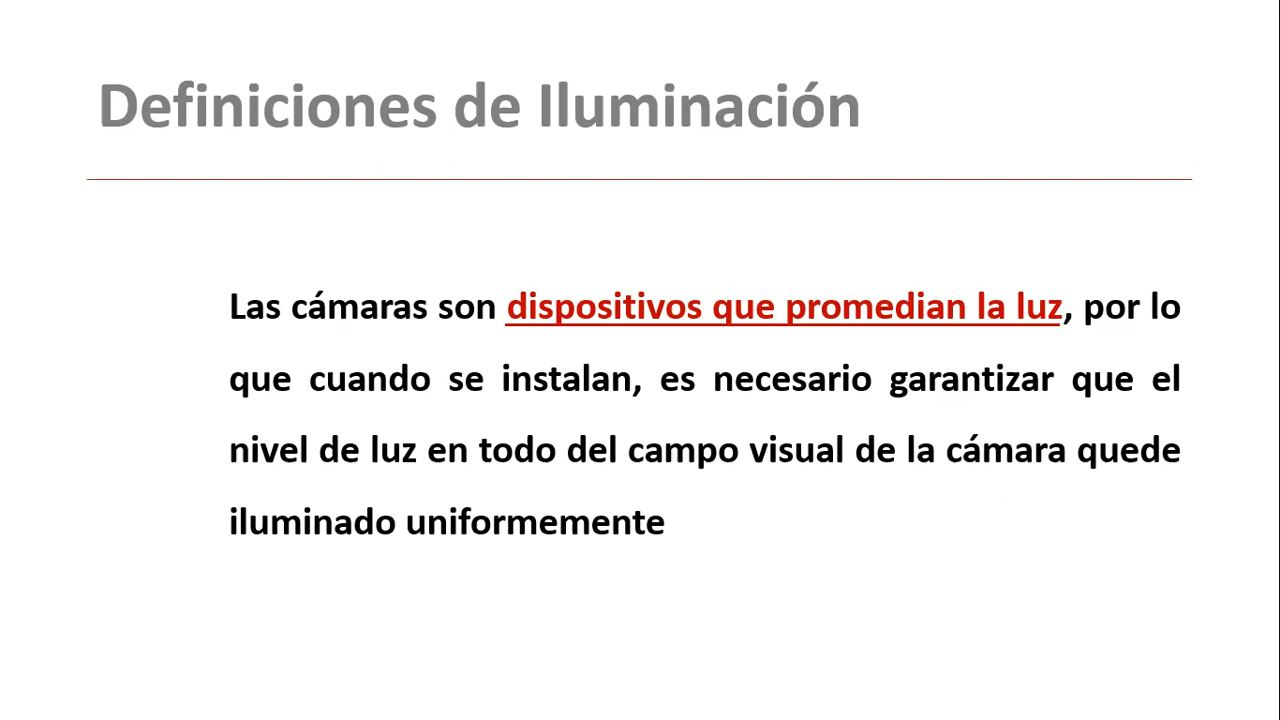 Definiciones de Iluminación
Las cámaras son dispositivos que promedian la luz, por lo
que cuando se instalan, es necesario garantizar que el
nivel de luz en todo del campo visual de la cámara quede
iluminado uniformemente